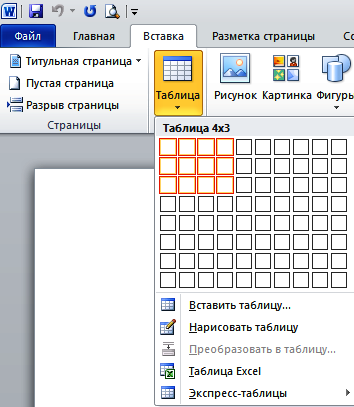 W
Файл Главная Вставка Разметка страницы Ссылки
Титульная страница
Пустая страница
Разрыв страницы
Страницы
Таблица
Рисунок Картинка Фигуры
Таблица 4x3
Вставить таблицу...
Нарисовать таблицу
Преобразовать в таблицу...
Таблица Excel
Экспресс-таблицы